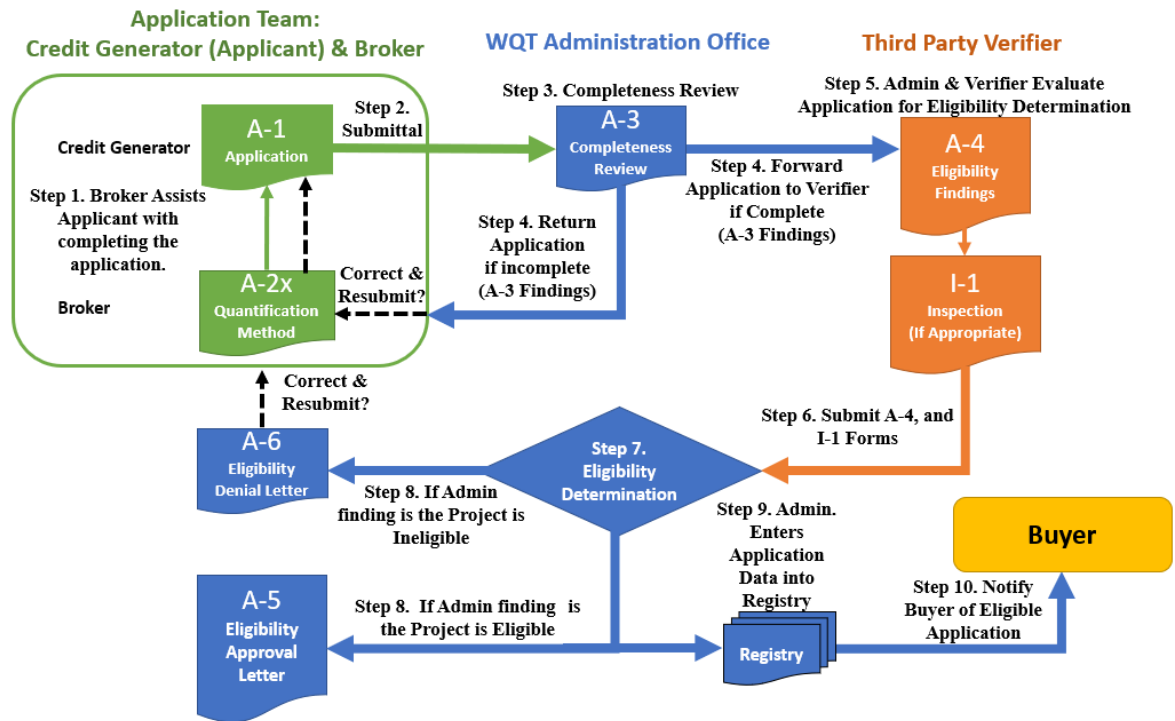 Application Team:
Credit Generator (Applicant) & Broker
WQT Administration Office
Third Party Verifier
Credit Generator
A-1
Application
Step 2.
Submittal
Step 3. Completeness Review
A-3
Completeness
Review
Step 5. Admin & Verifier Evaluate
Application for Eligibility Determination
A-4
Eligibility
Findings
Step 1. Broker Assists
Applicant with
completing the
application.
Step 4. Return
Application
if incomplete
(A-3 Findings)
Step 4. Forward
Application to Verifier
if Complete
(A-3 Findings)
Broker
A-2x
Quantification
Method
Correct &
Resubmit?
I-1
Inspection
(If Appropriate)
Correct &
Resubmit?
Step 6. Submit A-4, and
I-1 Forms
A-6
Eligibility
Denial Letter
Step 7.
Eligibility
Determination
Step 8. If Admin
finding is the Project is
Ineligible
Step 9. Admin.
Enters
Application
Data into
Registry
Buyer
A-5
Eligibility
Approval
Letter
Step 8. If Admin finding is
the Project is Eligible
Registry
Step 10. Notify
Buyer of Eligible
Application